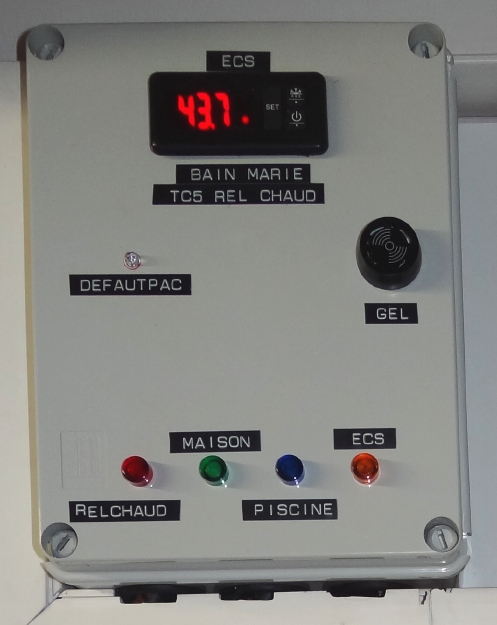 ECS
43.7
SET
BAIN MARIE
TC5 REL CHAUD
DEFAUTPAC
GEL
MAISON
ECS
RELCHAUD
PISCINE